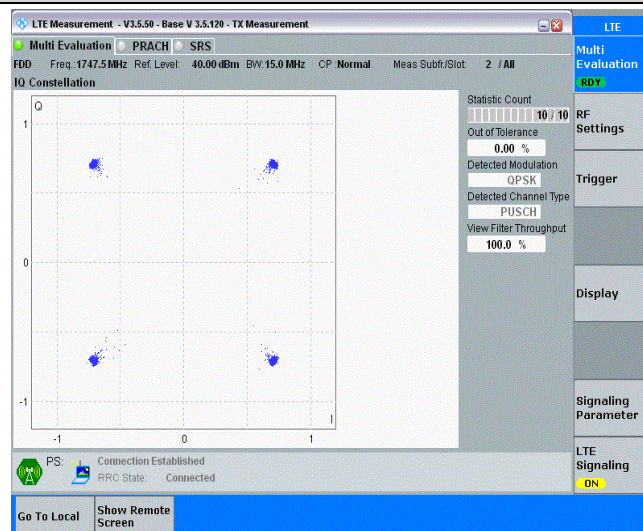 LTE Measurement - V3.5.50 - Base V 3.5.120 - TX Measurement
LTE
Multi Evaluation PRACH SRS
FDD Freq.:1747.5 MHz Ref. Level: 40.00 dBm BW:15.0 MHz CP :Normal Meas Subfr./Slot: 2 / All
IQ Constellation
Q
1
0
-1
I
-1 0 1
Statistic Count
10 / 10
Out of Tolerance
0.00 %
Detected Modulation
QPSK
Detected Channel Type
PUSCH
View Filter Throughput
100.0 %
PS: Connection Established
RRC State: Connected
Multi
Evaluation
RDY
RF
Settings
Trigger
Display
Signaling
Parameter
LTE
Signaling
ON
Go To Local
Show Remote
Screen